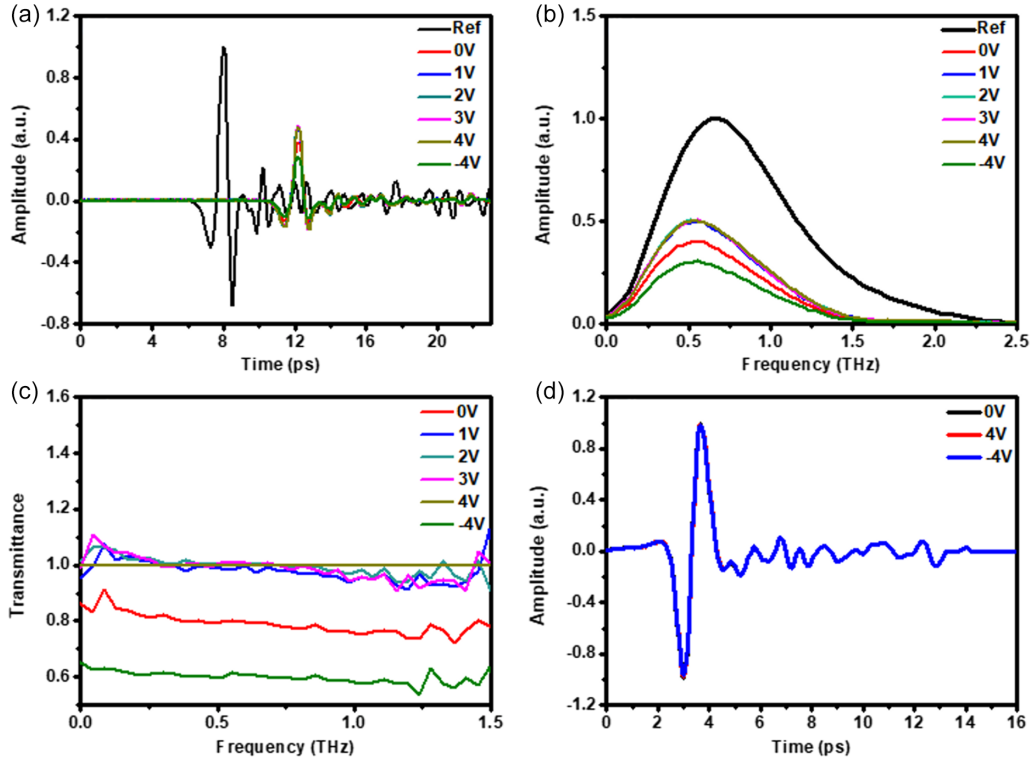 (a)
Amplitude (a.u.)
1.2
0.8
0.4
0.0
-0.4
-0.8
0 4 8 12 16 20
Time (ps)
Ref
0V
1V
2V
3V
4V
-4V
(b)
Amplitude (a.u.)
1.5
1.0
0.5
0.0
0.0 0.5 1.0 1.5 2.0 2.5
Frequency (THz)
Ref
0V
1V
2V
3V
4V
-4V
(c)
Transmittance
1.6
1.4
1.2
1.0
0.8
0.6
0.0 0.5 1.0 1.5
Frequency (THz)
0V
1V
2V
3V
4V
-4V
(d)
Amplitude (a.u.)
1.2
0.8
0.4
0.0
-0.4
-0.8
-1.2
0 2 4 6 8 10 12 14 16
Time (ps)
0V
4V
-4V